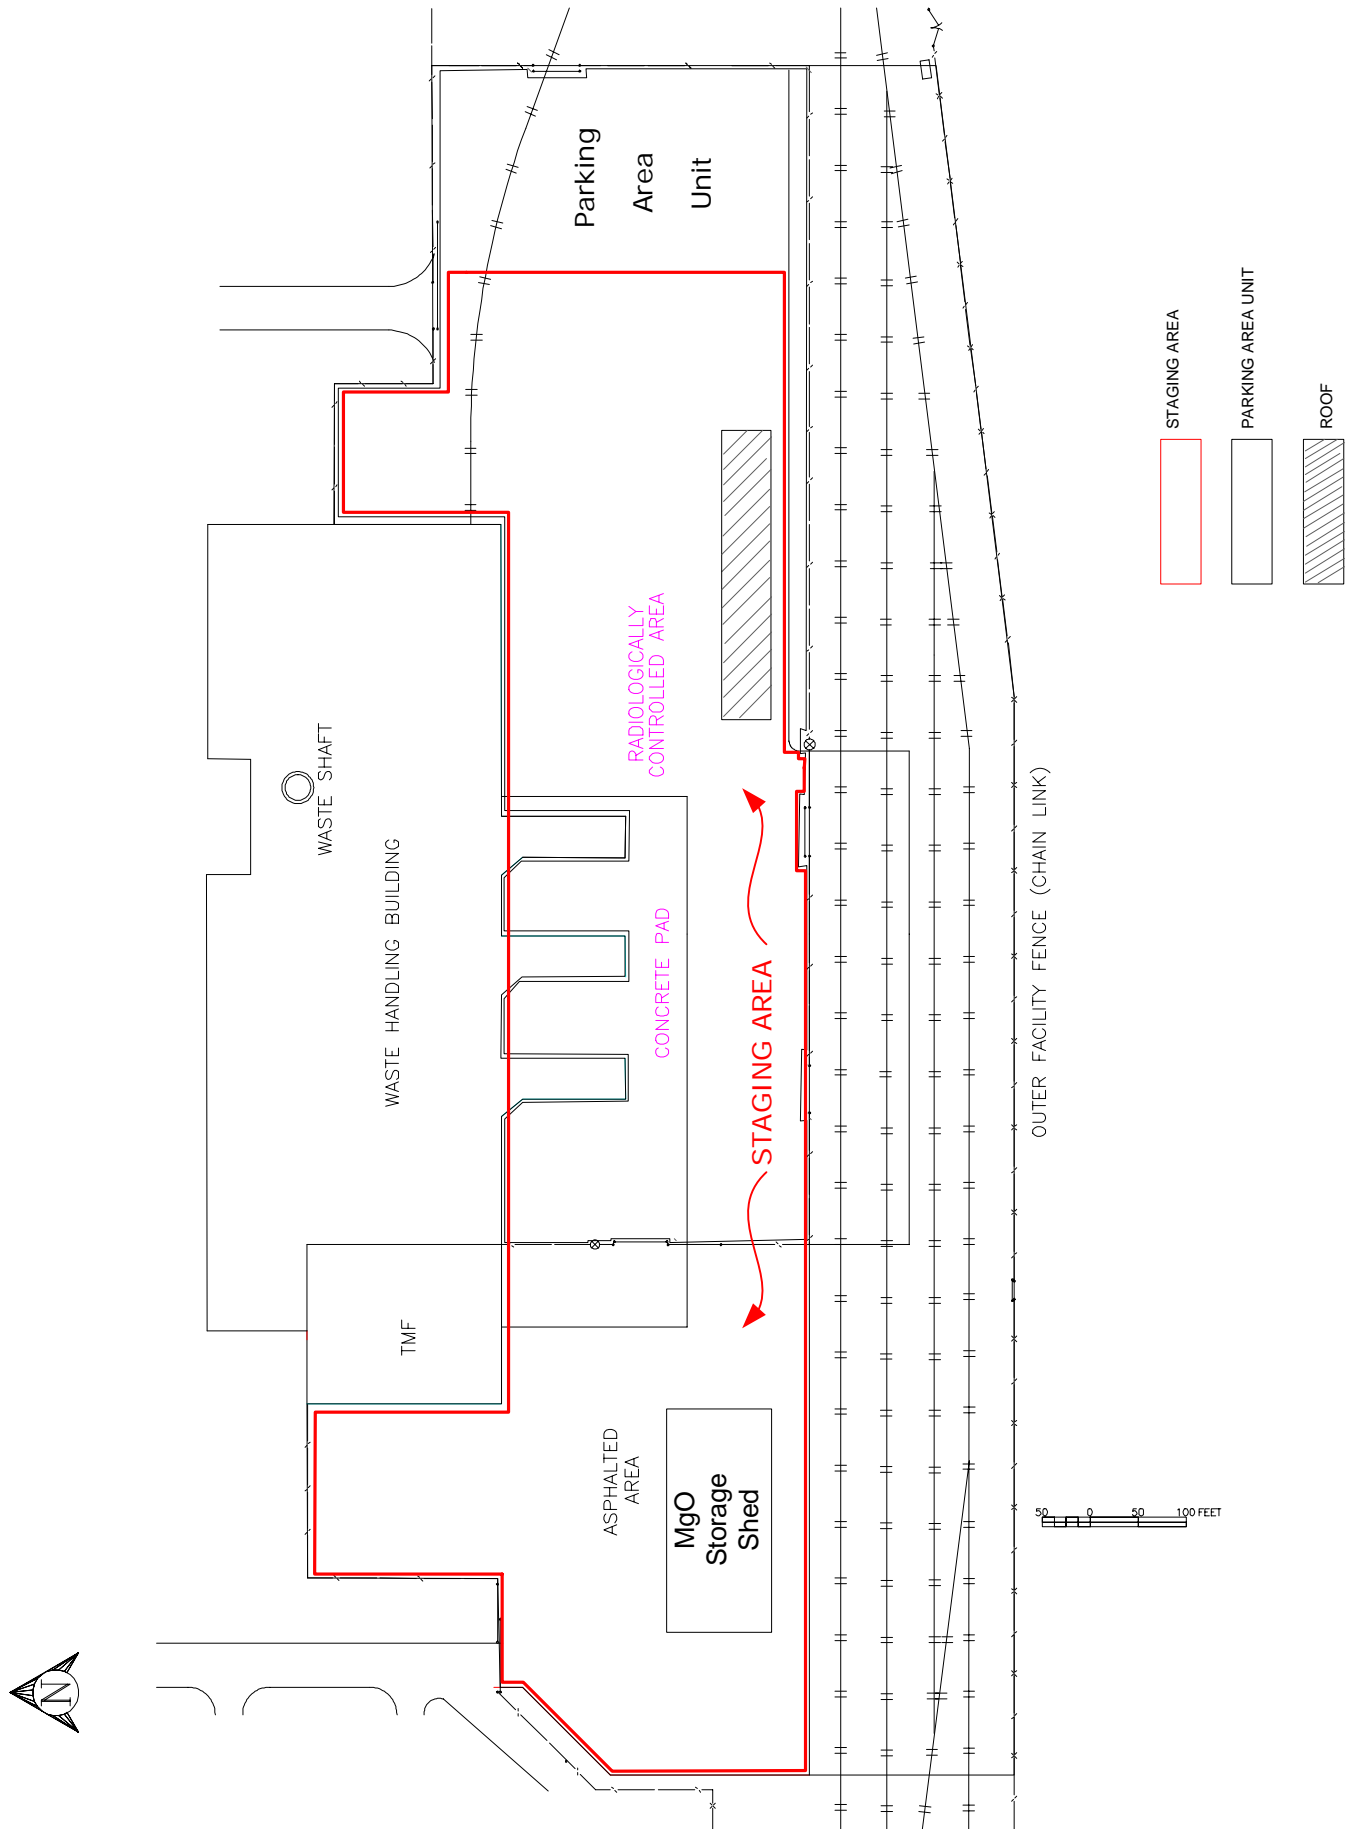 Parking
Area
Unit
STAGING AREA
PARKING AREA UNIT
ROOF
RADIOLOGICALLY
CONTROLLED AREA
WASTE SHAFT
WASTE HANDLING BUILDING
CONCRETE PAD
STAGING AREA
OUTER FACILITY FENCE (CHAIN LINK)
TMF
ASPHALTED
AREA
MgO
Storage
Shed
50 0 50 100 FEET
N